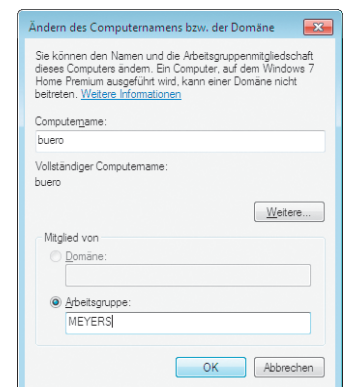 Ändern des Computernamens bzw. der Domäne
Sie können den Namen und die Arbeitsgruppenmitgliedschaft
dieses Computers ändern. Ein Computer, auf dem Windows 7
Home Premium ausgeführt wird, kann einer Domäne nicht
beitreten. Weitere Informationen
Computername:
buero
Vollständiger Computername:
buero
Weitere...
Mitglied von
Domäne:
Arbeitsgruppe:
MEYERS
OK
Abbrechen